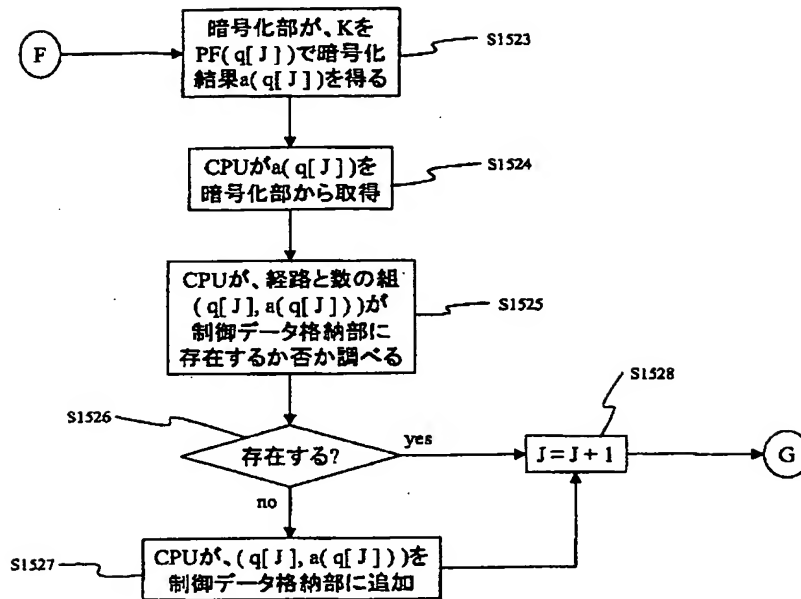 暗号化部が、Kを
PF(q[J])で暗号化
結果a(q[J])を得る
S1523
F
CPUがa(q[J])を
暗号化部から取得
S1524
CPUが、経路と数の組
(q[J],a(q[J]))が
制御データ格納部に
存在するか否か調べる
S1525
S1526
存在する?
yes
no
S1528
J=J+1
G
S1527
CPUが、(q[J],a(q[J]))を
制御データ格納部に追加